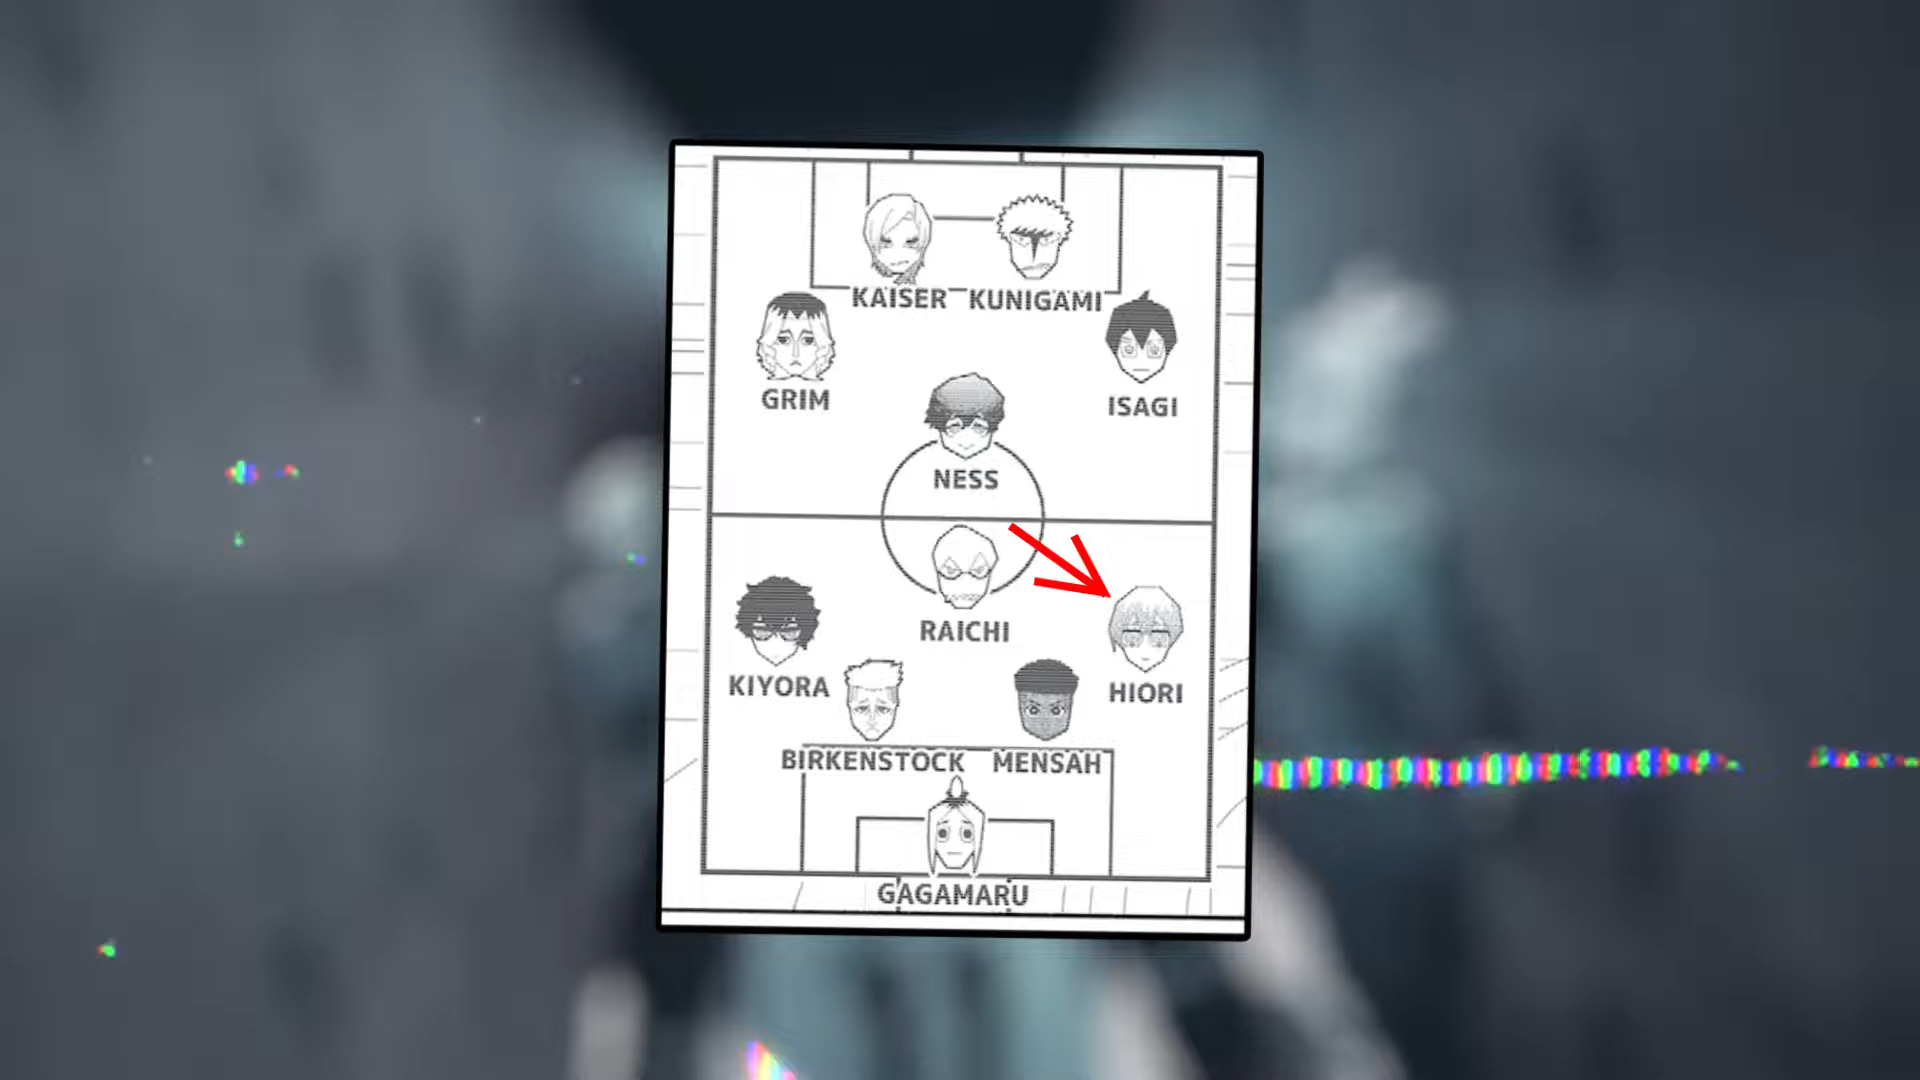 KAISER KUNIGAMI
GRIM
ISAGI
NESS
RAICHI
KIYORA
HIORI
BIRKENSTOCK MENSAH
GAGAMARU